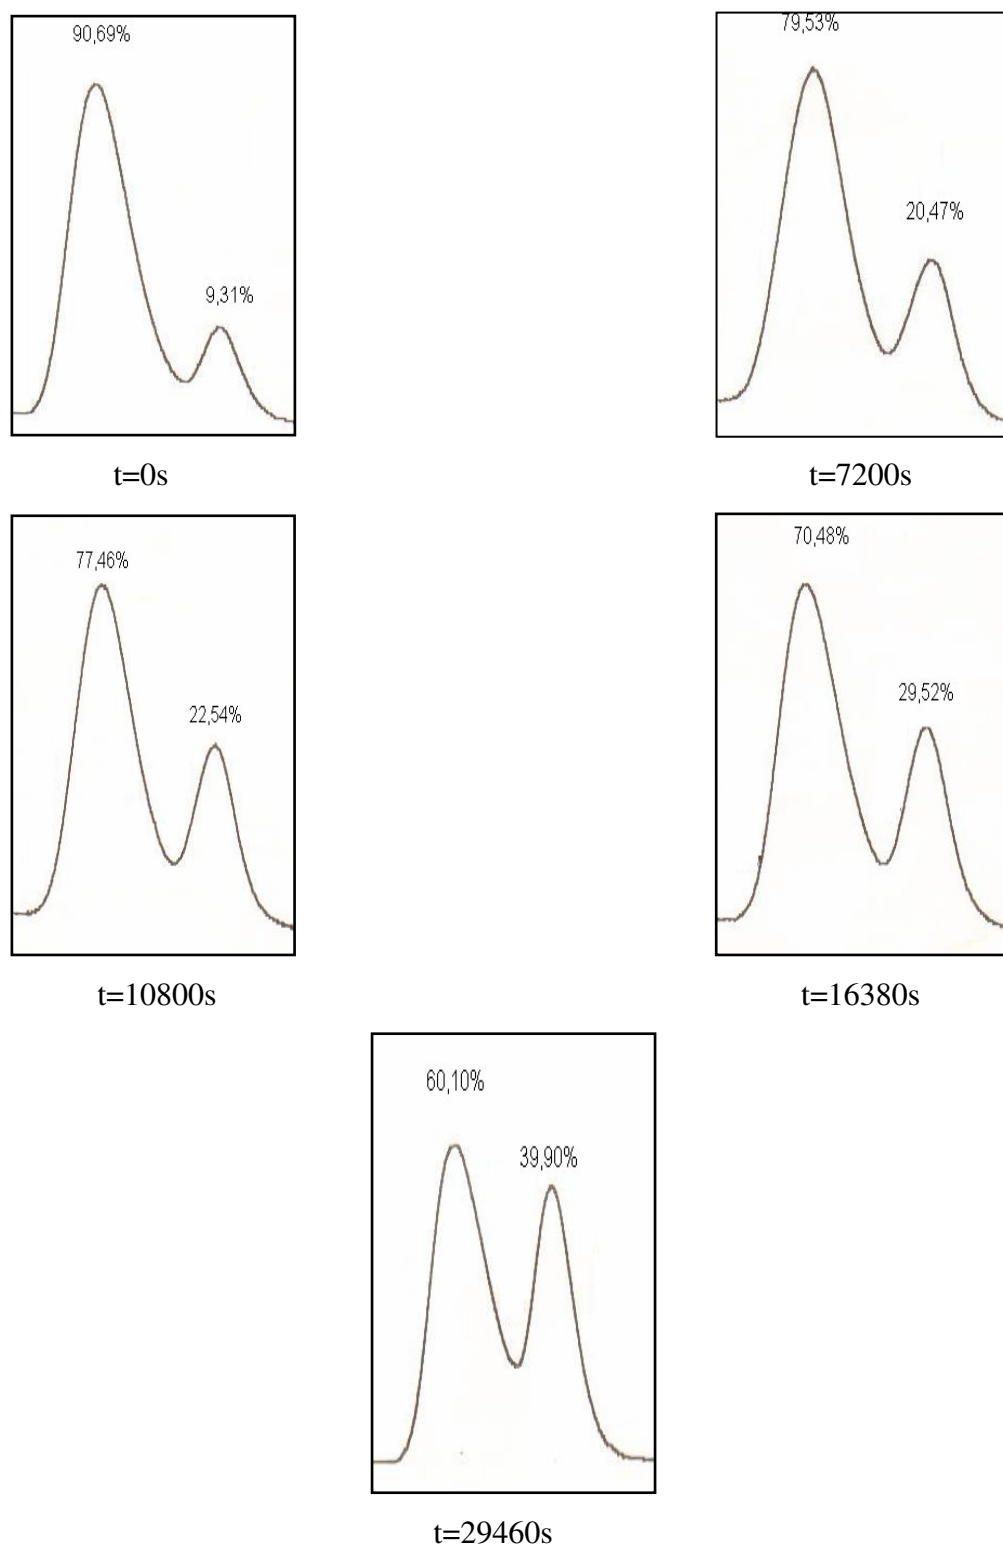 90,69%
9,31%
t=0s
79,53%
20,47%
t=7200s
77,46%
22,54%
t=10800s
70,48%
29,52%
t=16380s
60,10%
39,90%
t=29460s